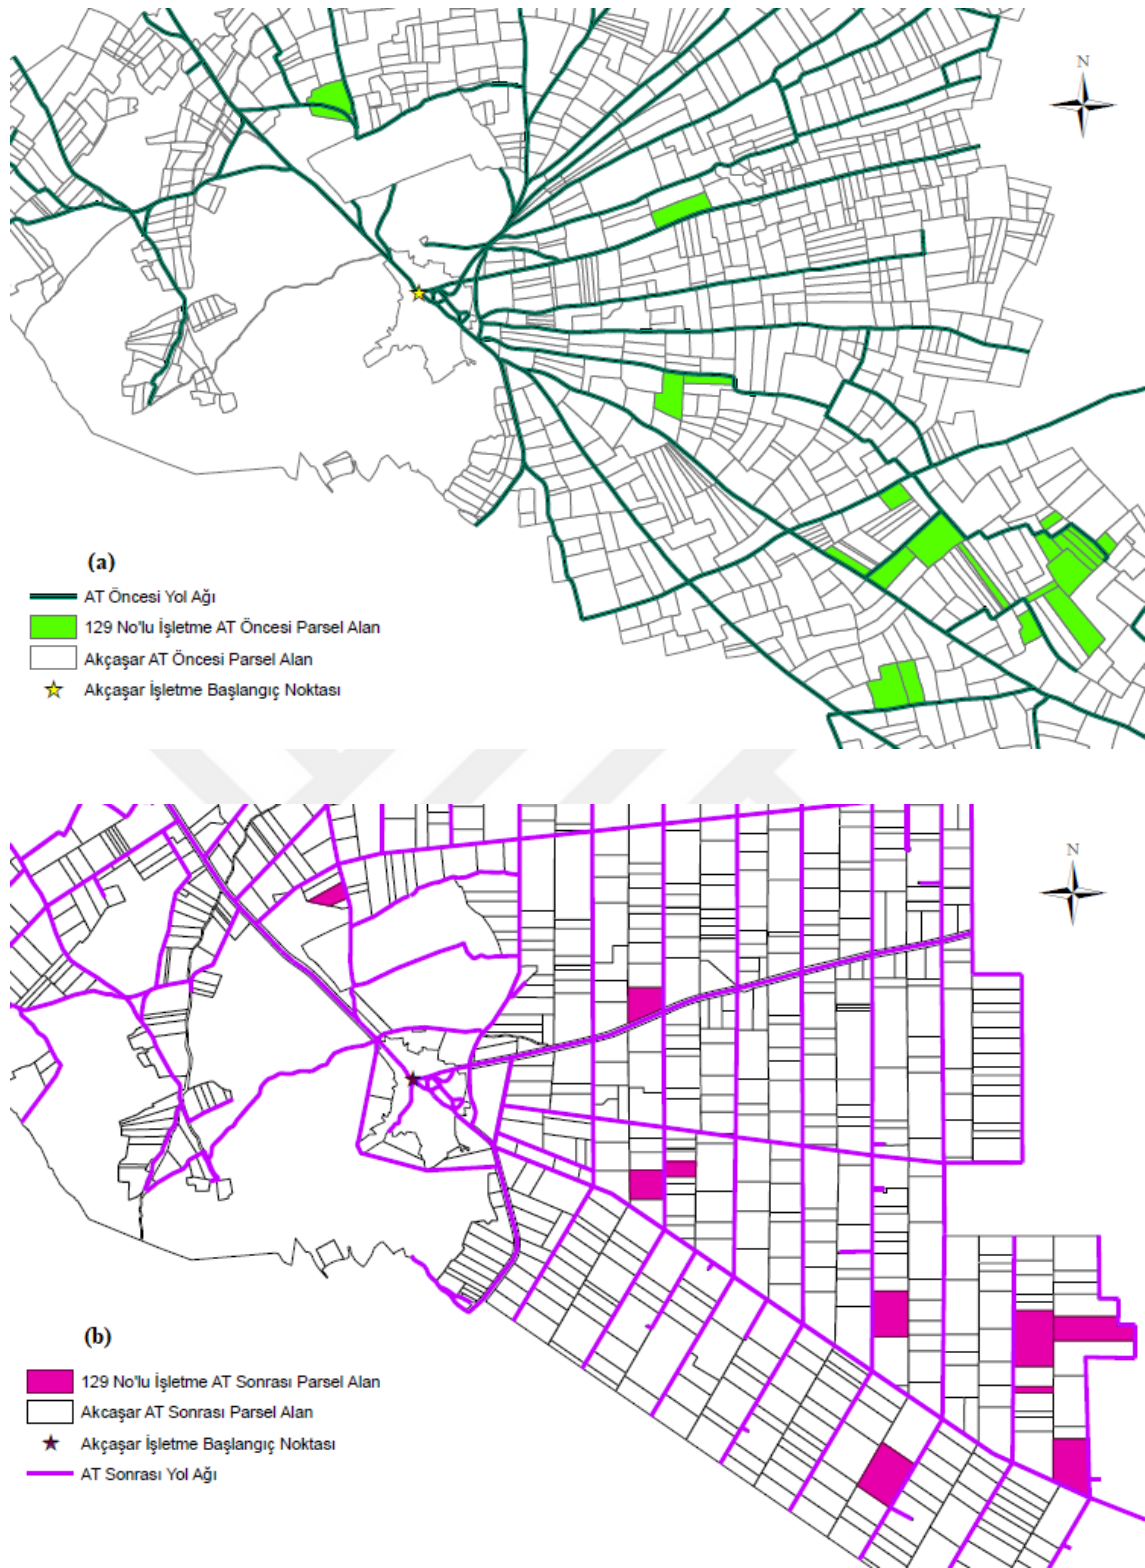 N
(a)
AT Öncesi Yol Ağı
129 No'lu İşletme AT Öncesi Parsel Alan
Akçaşar AT Öncesi Parsel Alan
Akçaşar İşletme Başlangıç Noktası
N
(b)
129 No'lu İşletme AT Sonrası Parsel Alan
Akcaşar AT Sonrası Parsel Alan
Akçaşar İşletme Başlangıç Noktası
AT Sonrası Yol Ağı